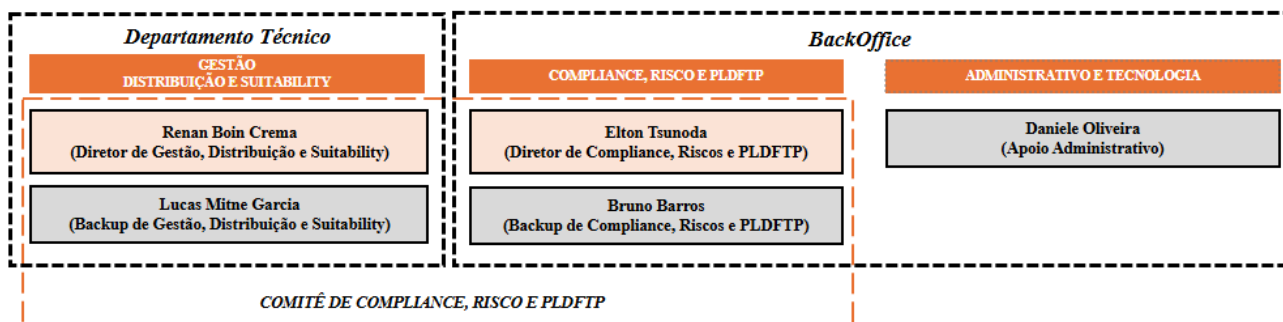 Departamento Técnico
GESTÃO
DISTRIBUIÇÃO E SUITABILITY
Renan Boin Crema
(Diretor de Gestão, Distribuição e Suitability)
Lucas Mitne Garcia
(Backup de Gestão, Distribuição e Suitability)
BackOffice
COMPLIANCE, RISCO E PLDFTP
Elton Tsunoda
(Diretor de Compliance, Riscos e PLDFTP)
Bruno Barros
(Backup de Compliance, Riscos e PLDFTP)
ADMINISTRATIVO E TECNOLOGIA
Daniele Oliveira
(Apoio Administrativo)
COMITÊ DE COMPLIANCE, RISCO E PLDFTP